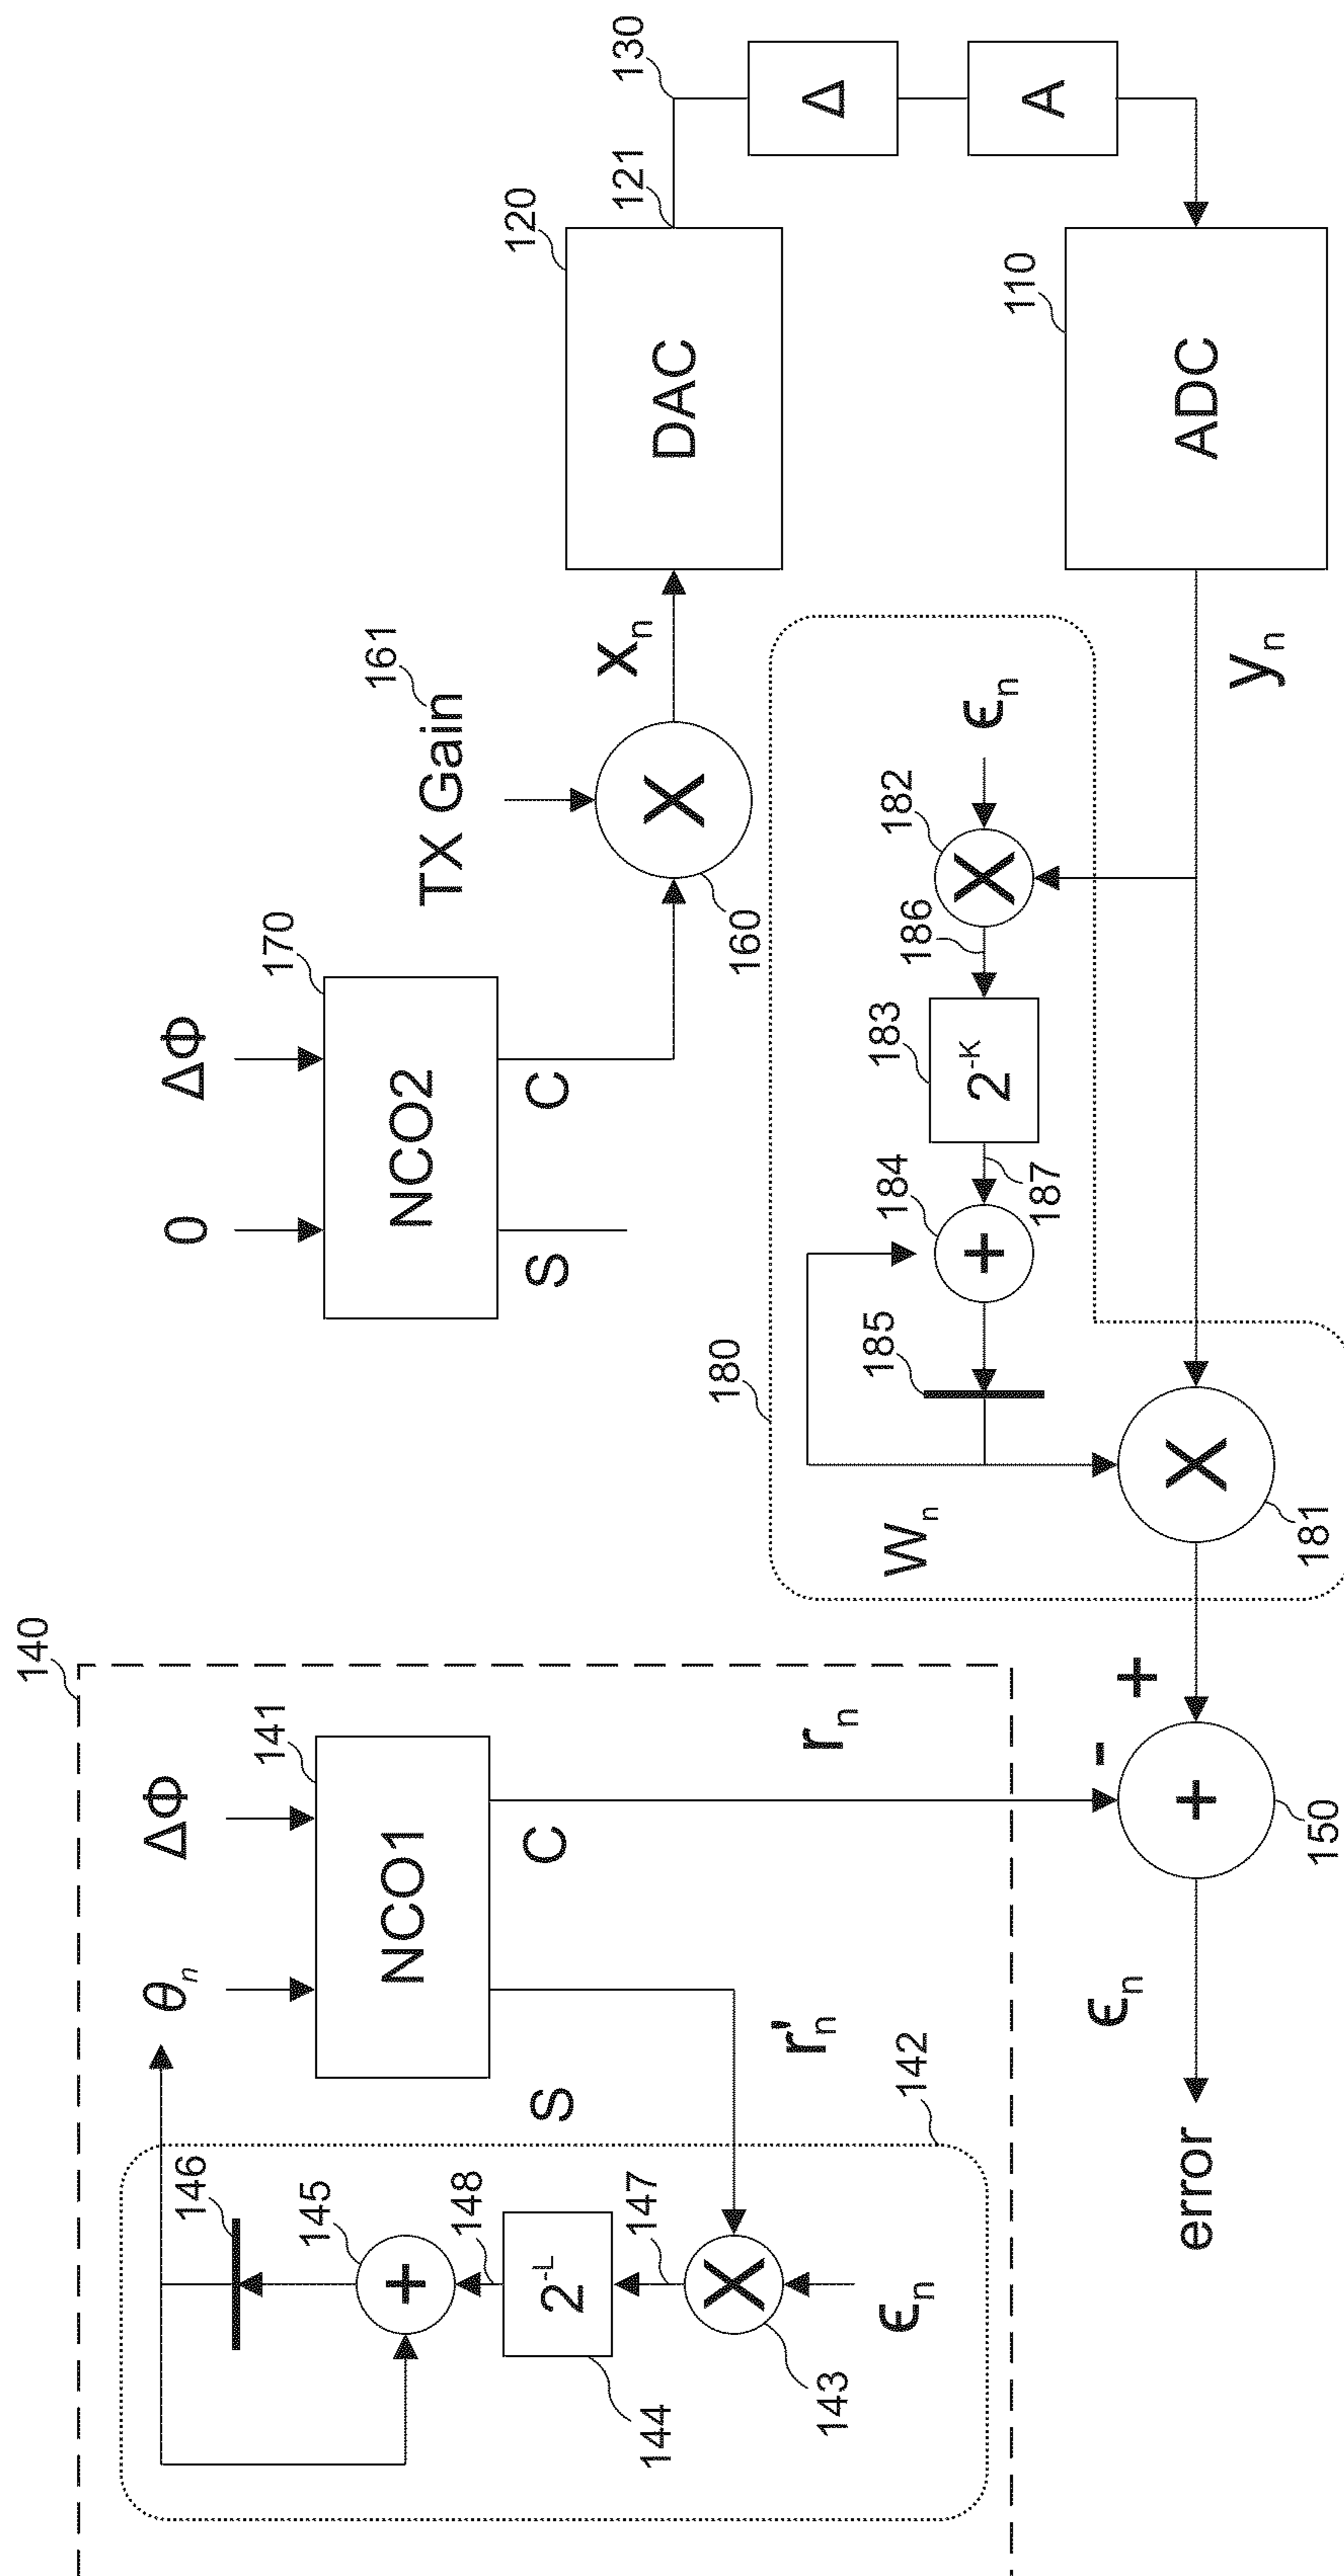 140
θn
ΔΦ
141
NCO1
S
C
r'n
rn
142
146
145
148
2^-L
147
144
X
143
ϵn
+
0
ΔΦ
170
NCO2
S
C
TX Gain
161
X
160
xn
120
DAC
121
130
Δ
A
110
ADC
yn
180
Wn
185
184
+
187
183
2^-K
186
182
X
ϵn
X
181
+
-
+
150
ϵn
error